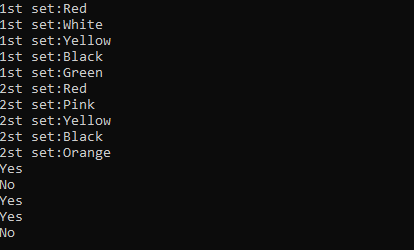 1st set:Red
1st set:White
1st set:Yellow
1st set:Black
1st set:Green
2st set:Red
2st set:Pink
2st set:Yellow
2st set:Black
2st set:Orange
Yes
No
Yes
Yes
No